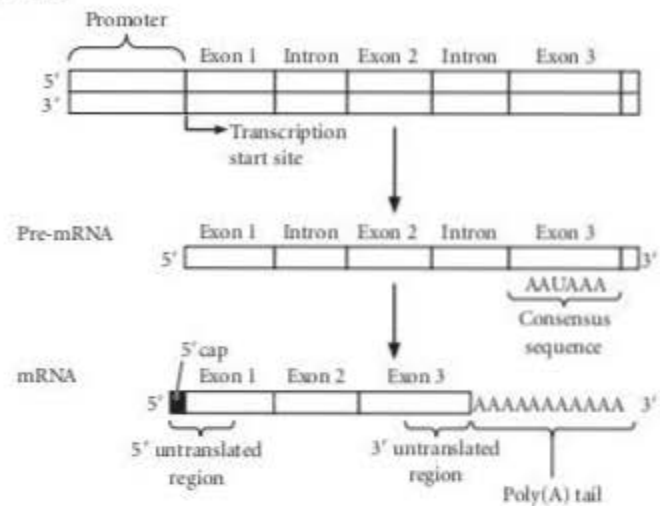 Promoter
Exon 1 Intron Exon 2 Intron Exon 3
5′
3′
Transcription
start site
Pre-mRNA
Exon 1 Intron Exon 2 Intron Exon 3
5′ 3′
AAUAAA
Consensus
sequence
5′ cap
mRNA
Exon 1 Exon 2 Exon 3
5′ AAAAAAAAAAA 3′
5′ untranslated
region
3′ untranslated
region
Poly(A) tail